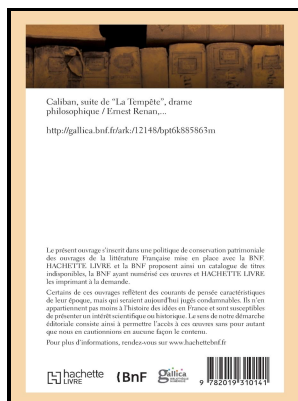 Caliban, suite de “La Tempête”, drame
philosophique / Ernest Renan,...
http://gallica.bnf.fr/ark:/12148/bpt6k885863m
Le présent ouvrage s'inscrit dans une politique de conservation patrimoniale
des ouvrages de la littérature Française mise en place avec la BNF.
HACHETTE LIVRE et la BNF proposent ainsi un catalogue de titres
indisponibles, la BNF ayant numérisé ces œuvres et HACHETTE LIVRE
les imprimant à la demande.
Certains de ces ouvrages reflètent des courants de pensée caractéristiques
de leur époque, mais qui seraient aujourd'hui jugés condamnables. Ils n'en
appartiennent pas moins à l'histoire des idées en France et sont susceptibles
de présenter un intérêt scientifique ou historique. Le sens de notre démarche
éditoriale consiste ainsi à permettre l'accès à ces œuvres sans pour autant
que nous en cautionnions en aucune façon le contenu.
Pour plus d'informations, rendez-vous sur www.hachettebnf.fr
hachette
LIVRE
{BnF
gallica
9 782019 310141